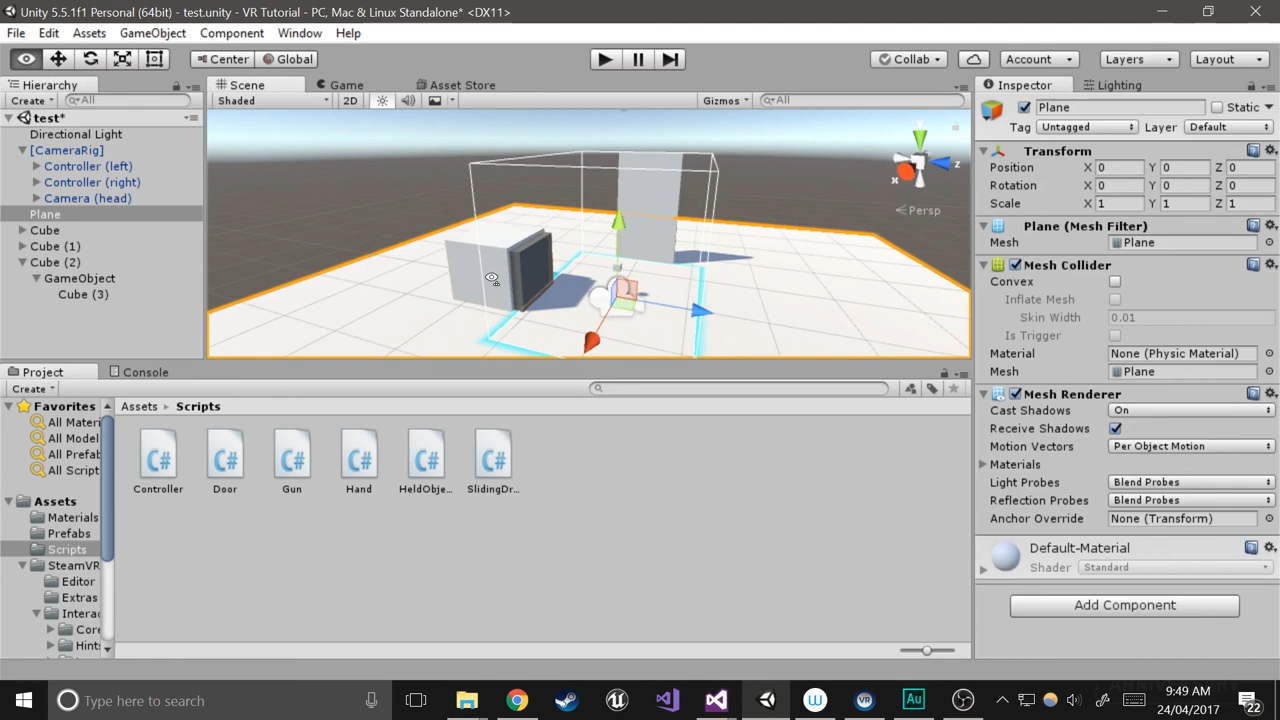 Unity 5.5.1f1 Personal (64bit) - test.unity - VR Tutorial - PC, Mac & Linux Standalone* <DX11>
File Edit Assets GameObject Component Window Help
Center Global Collab Account Layers Layout
Hierarchy
Create All
test*
Directional Light
[CameraRig]
Controller (left)
Controller (right)
Camera (head)
Plane
Cube
Cube (1)
Cube (2)
GameObject
Cube (3)
Scene Game Asset Store
Shaded 2D Gizmos All
y
z
x
Persp
Inspector Lighting
Plane Static
Tag Untagged Layer Default
Transform
Position X 0 Y 0 Z 0
Rotation X 0 Y 0 Z 0
Scale X 1 Y 1 Z 1
Plane (Mesh Filter)
Mesh Plane
Mesh Collider
Convex
Inflate Mesh
Skin Width 0.01
Is Trigger
Material None (Physic Material)
Mesh Plane
Mesh Renderer
Cast Shadows On
Receive Shadows
Motion Vectors Per Object Motion
Materials
Light Probes Blend Probes
Reflection Probes Blend Probes
Anchor Override None (Transform)
Default-Material
Shader Standard
Add Component
Project Console
Create
Favorites
All Materi
All Model
All Prefab
All Script
Assets
Materials
Prefabs
Scripts
SteamVR
Editor
Extras
Interac
Core
Hints
Assets Scripts
C# C# C# C# C# C#
Controller Door Gun Hand HeldObje... SlidingDr...
Type here to search
W VR Au
9:49 AM
24/04/2017
22